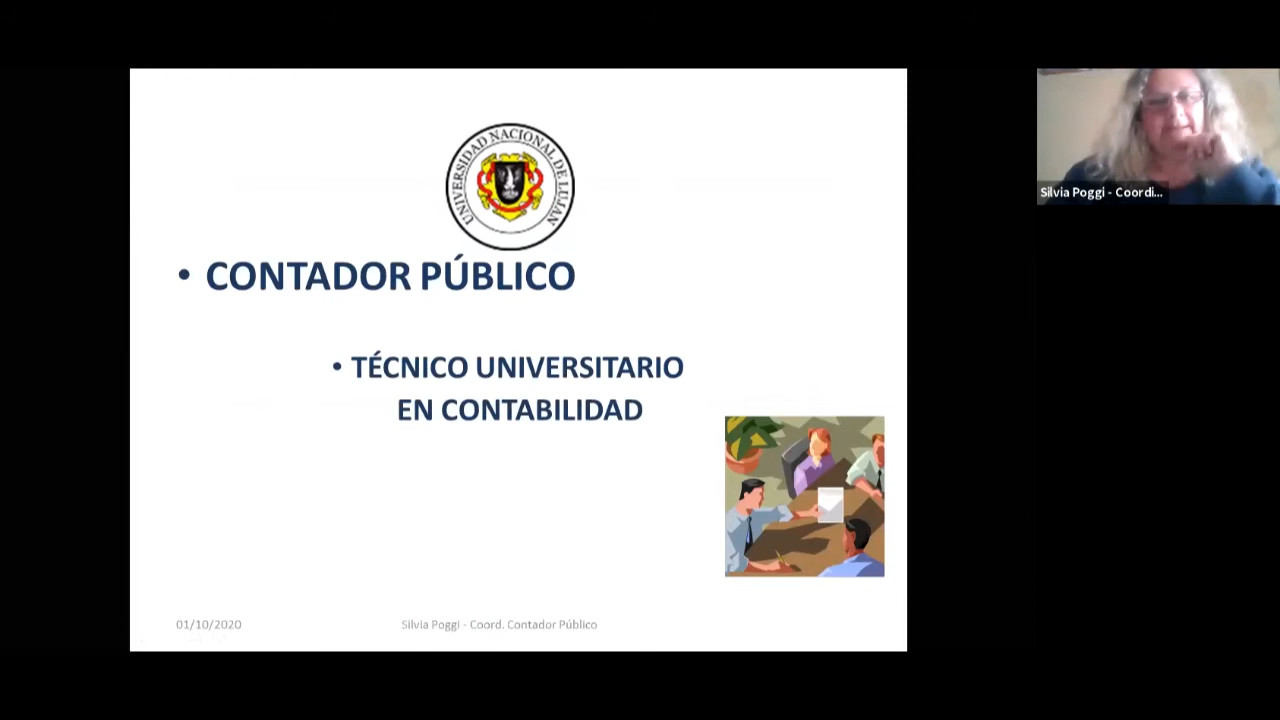 UNIVERSIDAD NACIONAL DE LUJAN
• CONTADOR PÚBLICO
• TÉCNICO UNIVERSITARIO
EN CONTABILIDAD
01/10/2020
Silvia Poggi - Coord. Contador Público
Silvia Poggi - Coordi...